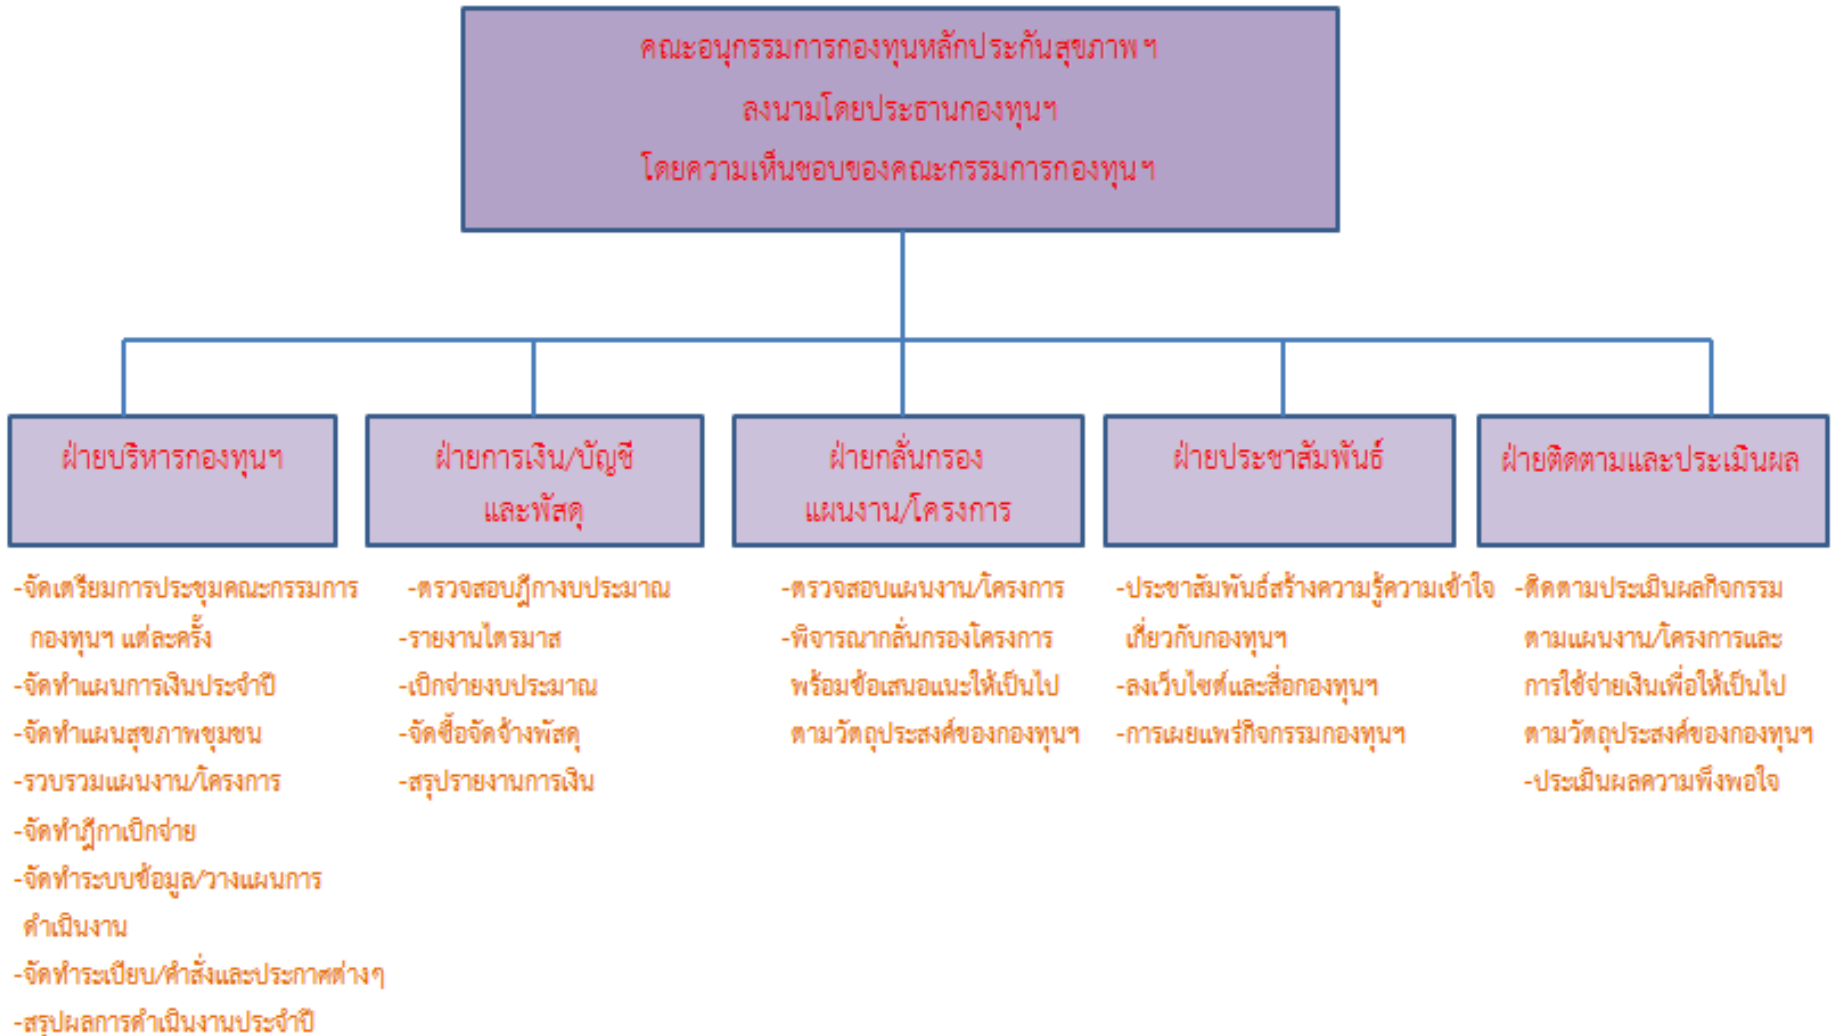 คณะอนุกรรมการกองทุนหลักประกันสุขภาพฯ
ลงนามโดยประธานกองทุนฯ
โดยความเห็นชอบของคณะกรรมการกองทุนฯ
ฝ่ายบริหารกองทุนฯ
-จัดเตรียมการประชุมคณะกรรมการ
กองทุนฯ แต่ละครั้ง
-จัดทำแผนการเงินประจำปี
-จัดทำแผนสุขภาพชุมชน
-รวบรวมแผนงาน/โครงการ
-จัดทำฎีกาเบิกจ่าย
-จัดทำระบบข้อมูล/วางแผนการ
ดำเนินงาน
-จัดทำระเบียบ/คำสั่งและประกาศต่างๆ
-สรุปผลการดำเนินงานประจำปี
ฝ่ายการเงิน/บัญชี
และพัสดุ
-ตรวจสอบฎีกางบประมาณ
-รายงานไตรมาส
-เบิกจ่ายงบประมาณ
-จัดซื้อจัดจ้างพัสดุ
-สรุปรายงานการเงิน
ฝ่ายกลั่นกรอง
แผนงาน/โครงการ
-ตรวจสอบแผนงาน/โครงการ
-พิจารณากลั่นกรองโครงการ
พร้อมข้อเสนอแนะให้เป็นไป
ตามวัตถุประสงค์ของกองทุนฯ
ฝ่ายประชาสัมพันธ์
-ประชาสัมพันธ์สร้างความรู้ความเข้าใจ
เกี่ยวกับกองทุนฯ
-ลงเว็บไซต์และสื่อกองทุนฯ
-การเผยแพร่กิจกรรมกองทุนฯ
ฝ่ายติดตามและประเมินผล
-ติดตามประเมินผลกิจกรรม
ตามแผนงาน/โครงการและ
การใช้จ่ายเงินเพื่อให้เป็นไป
ตามวัตถุประสงค์ของกองทุนฯ
-ประเมินผลความพึงพอใจ